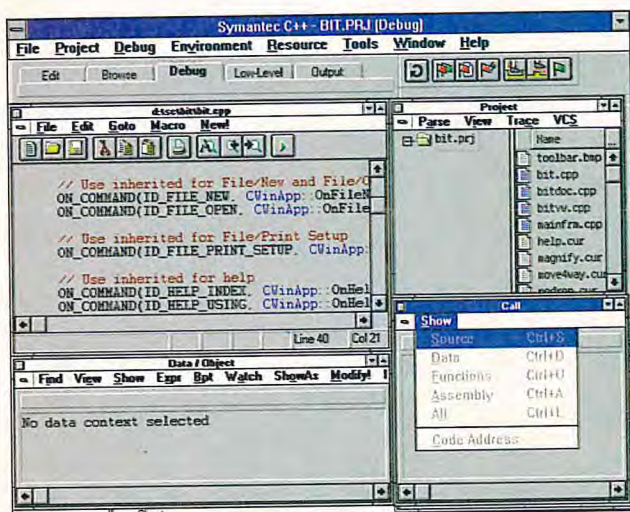 Symantec C++ - BIT.PRJ (Debug)
File Project Debug Environment Resource Tools Window Help
Edit Browse Debug Low-Level Output
d:\sct\bit\bit.cpp
File Edit Goto Macro New!
// Use inherited for File/New and File/O
ON_COMMAND(ID_FILE_NEW, CWinApp::OnFileN
ON_COMMAND(ID_FILE_OPEN, CWinApp::OnFile
// Use inherited for File/Print Setup
ON_COMMAND(ID_FILE_PRINT_SETUP, CWinApp:
// Use inherited for help
ON_COMMAND(ID_HELP_INDEX, CWinApp::OnHel
ON_COMMAND(ID_HELP_USING, CWinApp::OnHel
Line 40 Col 21
Project
Parse View Trace VCS
bit.prj
Name
toolbar.bmp
bit.cpp
bitdoc.cpp
bitvw.cpp
mainfra.cpp
help.cur
magnify.cur
move4way.cur
nodrop.cur
Data / Object
Find View Show Expr Bpt Watch ShowAs Modify!
No data context selected
Call
Show
Source Ctrl+S
Data Ctrl+D
Functions Ctrl+U
Assembly Ctrl+A
All Ctrl+L
Code Address